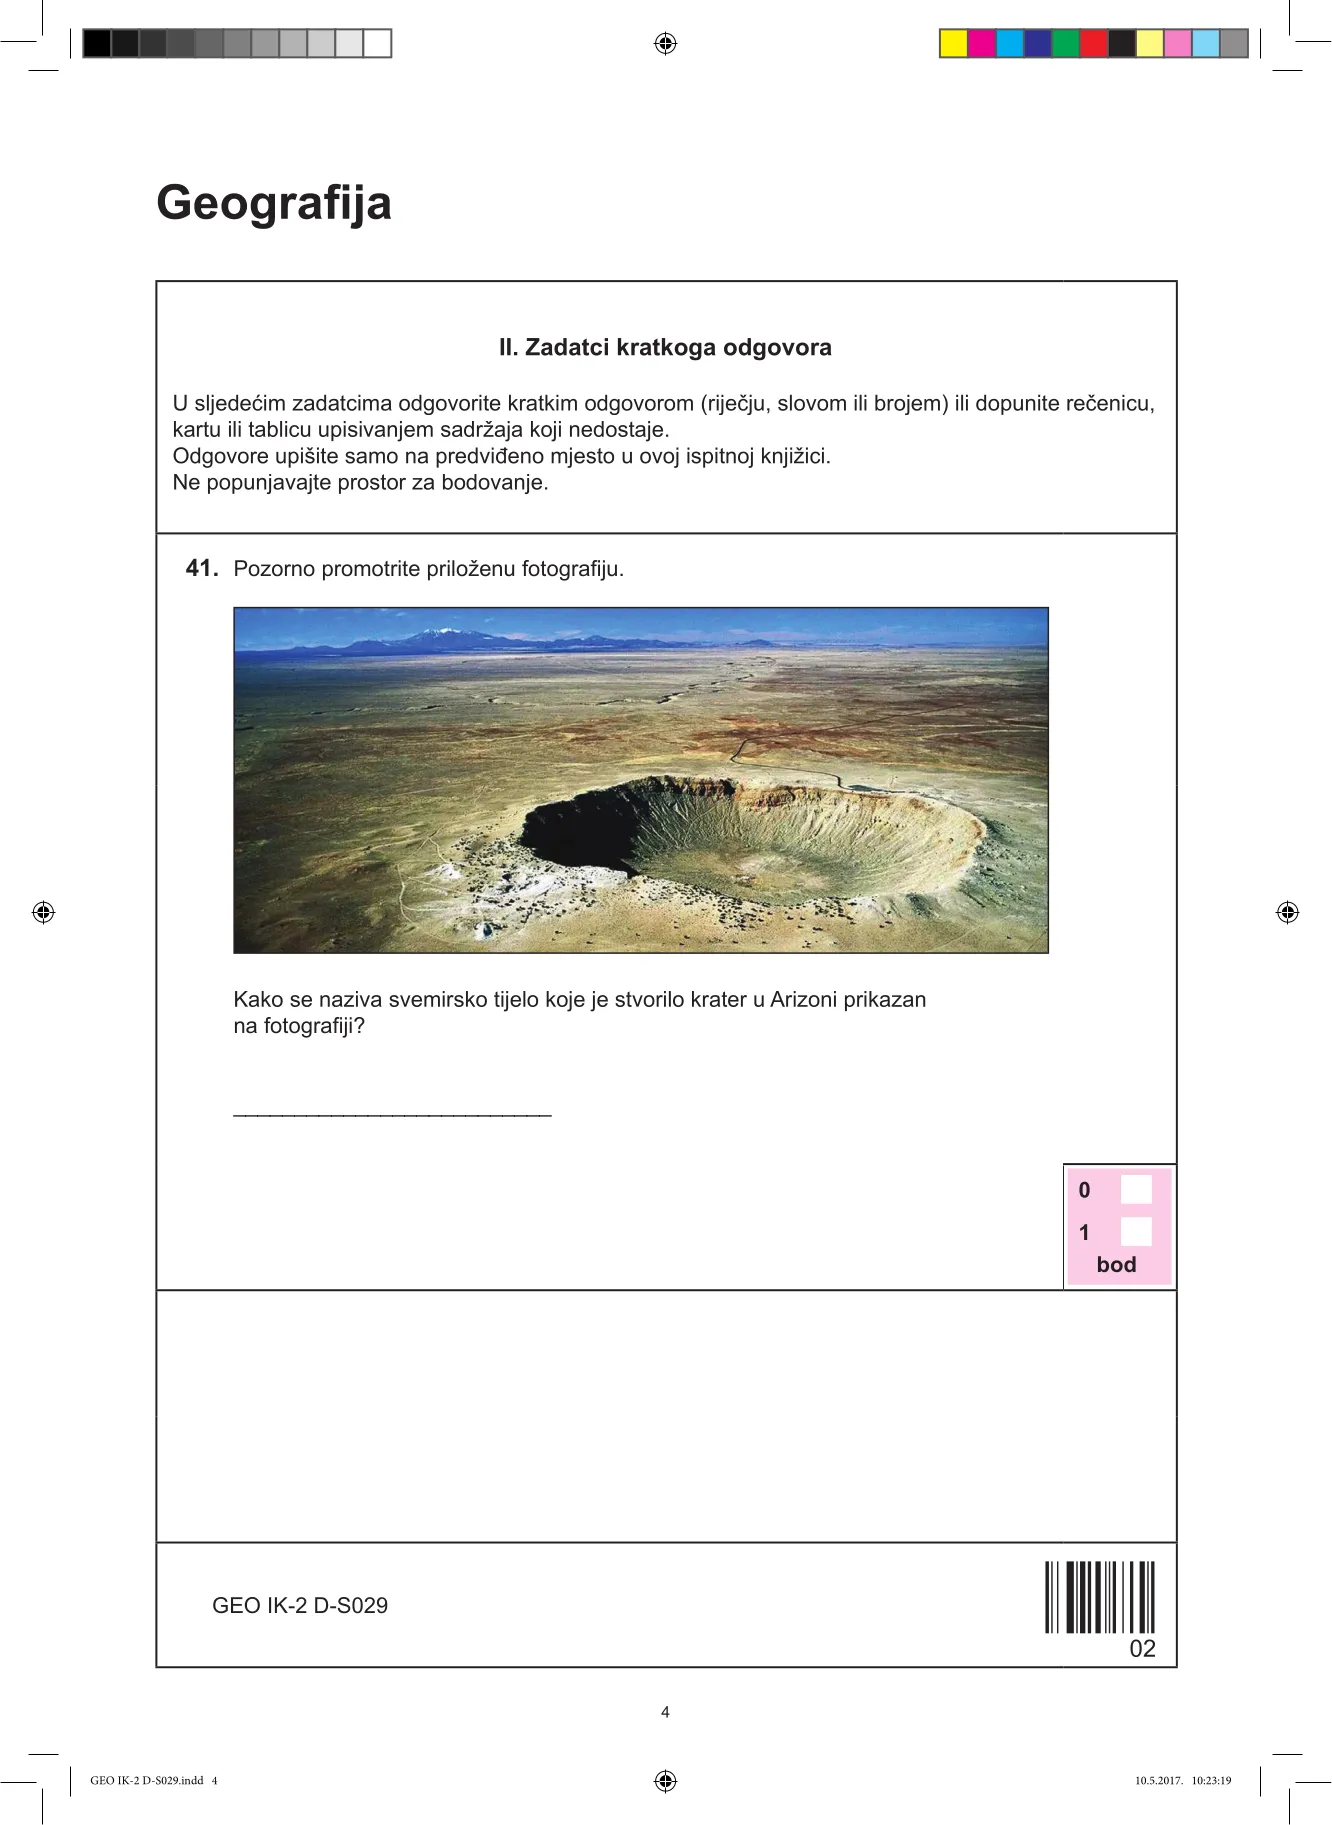 Geografija
II. Zadatci kratkoga odgovora
U sljedećim zadatcima odgovorite kratkim odgovorom (riječju, slovom ili brojem) ili dopunite rečenicu,
kartu ili tablicu upisivanjem sadržaja koji nedostaje.
Odgovore upišite samo na predviđeno mjesto u ovoj ispitnoj knjižici.
Ne popunjavajte prostor za bodovanje.
41. Pozorno promotrite priloženu fotografiju.
Kako se naziva svemirsko tijelo koje je stvorilo krater u Arizoni prikazan
na fotografiji?
__________________________
0
1
bod
GEO IK-2 D-S029
02
4
GEO IK-2 D-S029.indd 4
10.5.2017. 10:23:19